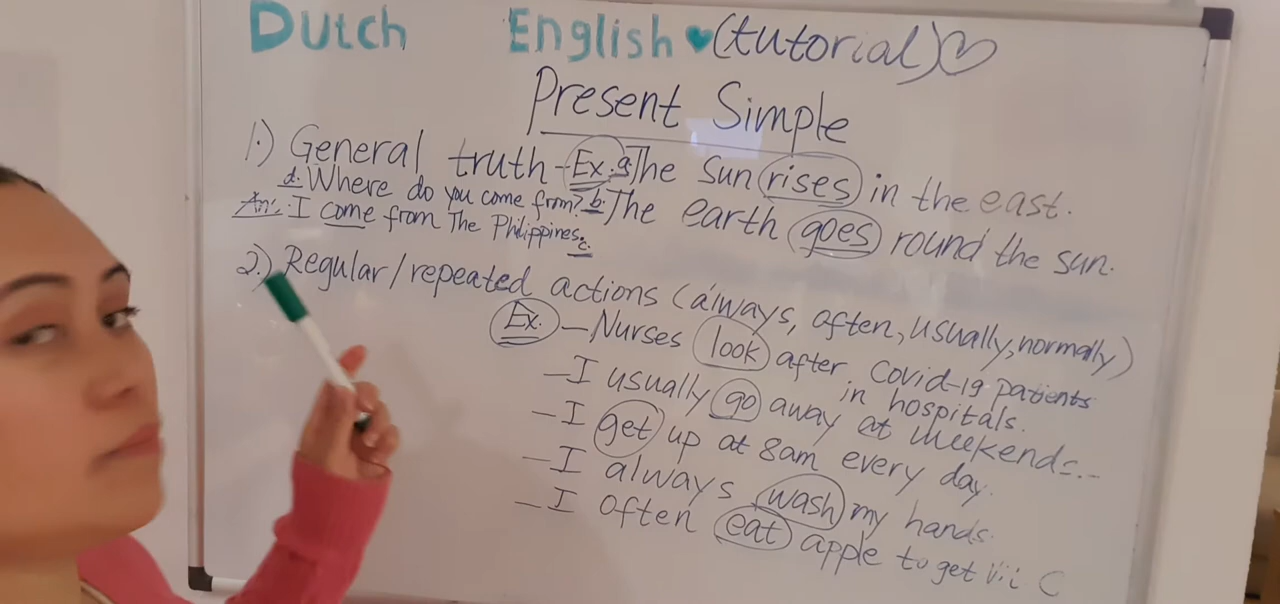 Dutch English ♥ (tutorial) ♡
Present Simple
1.) General truth - Ex. a. The sun rises in the east.
d. Where do you come from? b. The earth goes round the sun.
Ans: I come from The Philippines. c.
2.) Regular/repeated actions (always, often, usually, normally)
Ex. — Nurses look after Covid-19 patients
in hospitals.
— I usually go away at weekends...
— I get up at 8am every day.
— I always wash my hands.
— I often eat apple to get C